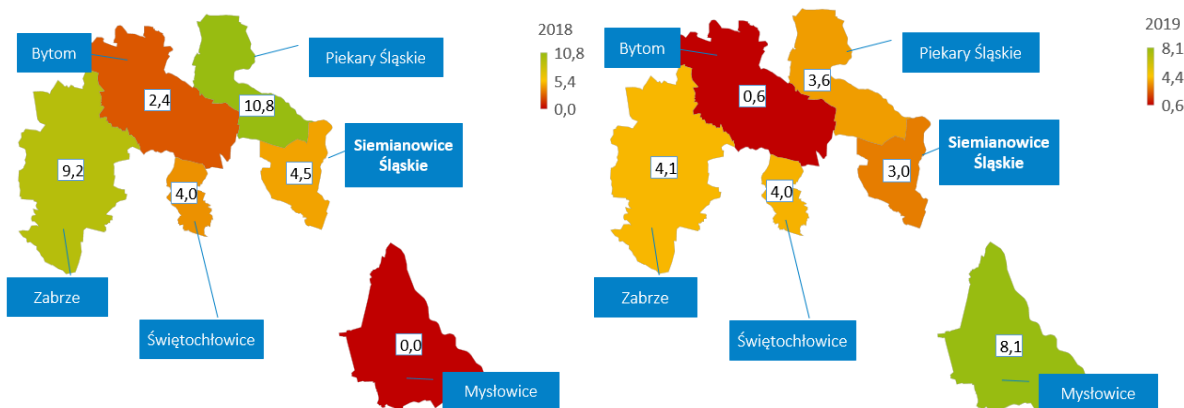 2018
10,8
5,4
0,0
Bytom
Piekary Śląskie
2,4
10,8
Siemianowice
Śląskie
9,2
4,0
4,5
Zabrze
Świętochłowice
0,0
Mysłowice
2019
8,1
4,4
0,6
Bytom
Piekary Śląskie
3,6
0,6
Siemianowice
Śląskie
4,1
4,0
3,0
Zabrze
Świętochłowice
8,1
Mysłowice